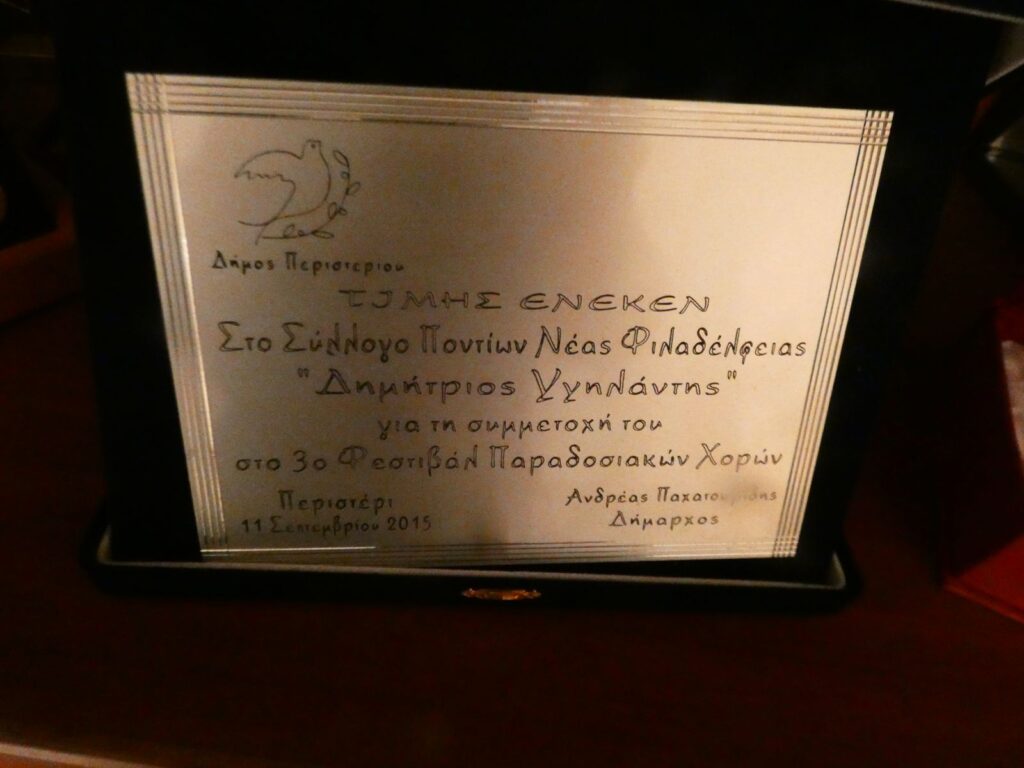 Δήμος Περιστερίου
ΤΙΜΗΣ ΕΝΕΚΕΝ
Στο Σύλλογο Ποντίων Νέας Φιλαδέλφειας
"Δημήτριος Υψηλάντης"
για τη συμμετοχή του
στο 3ο Φεστιβάλ Παραδοσιακών Χορών
Περιστέρι
11 Σεπτεμβρίου 2015
Ανδρέας Παχατουρίδης
Δήμαρχος